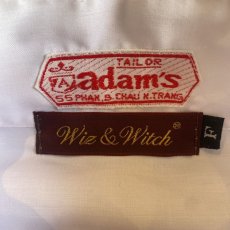 TAILOR
adam's
55 PHAN B. CHAU N. TRANG
Wiz & Witch®
F